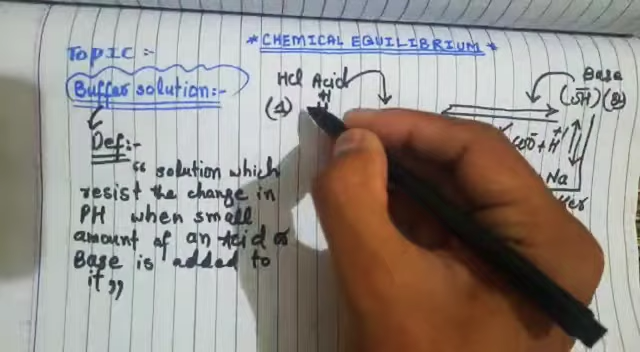 * CHEMICAL EQUILIBRIUM *
Topic :-
Buffer solution:-
Def:-
" solution which
resist the change in
PH when small
amount of an Acid or
Base is added to
it "
HCl Acid
H+
Base
(OH-)
COO- + H+
Na